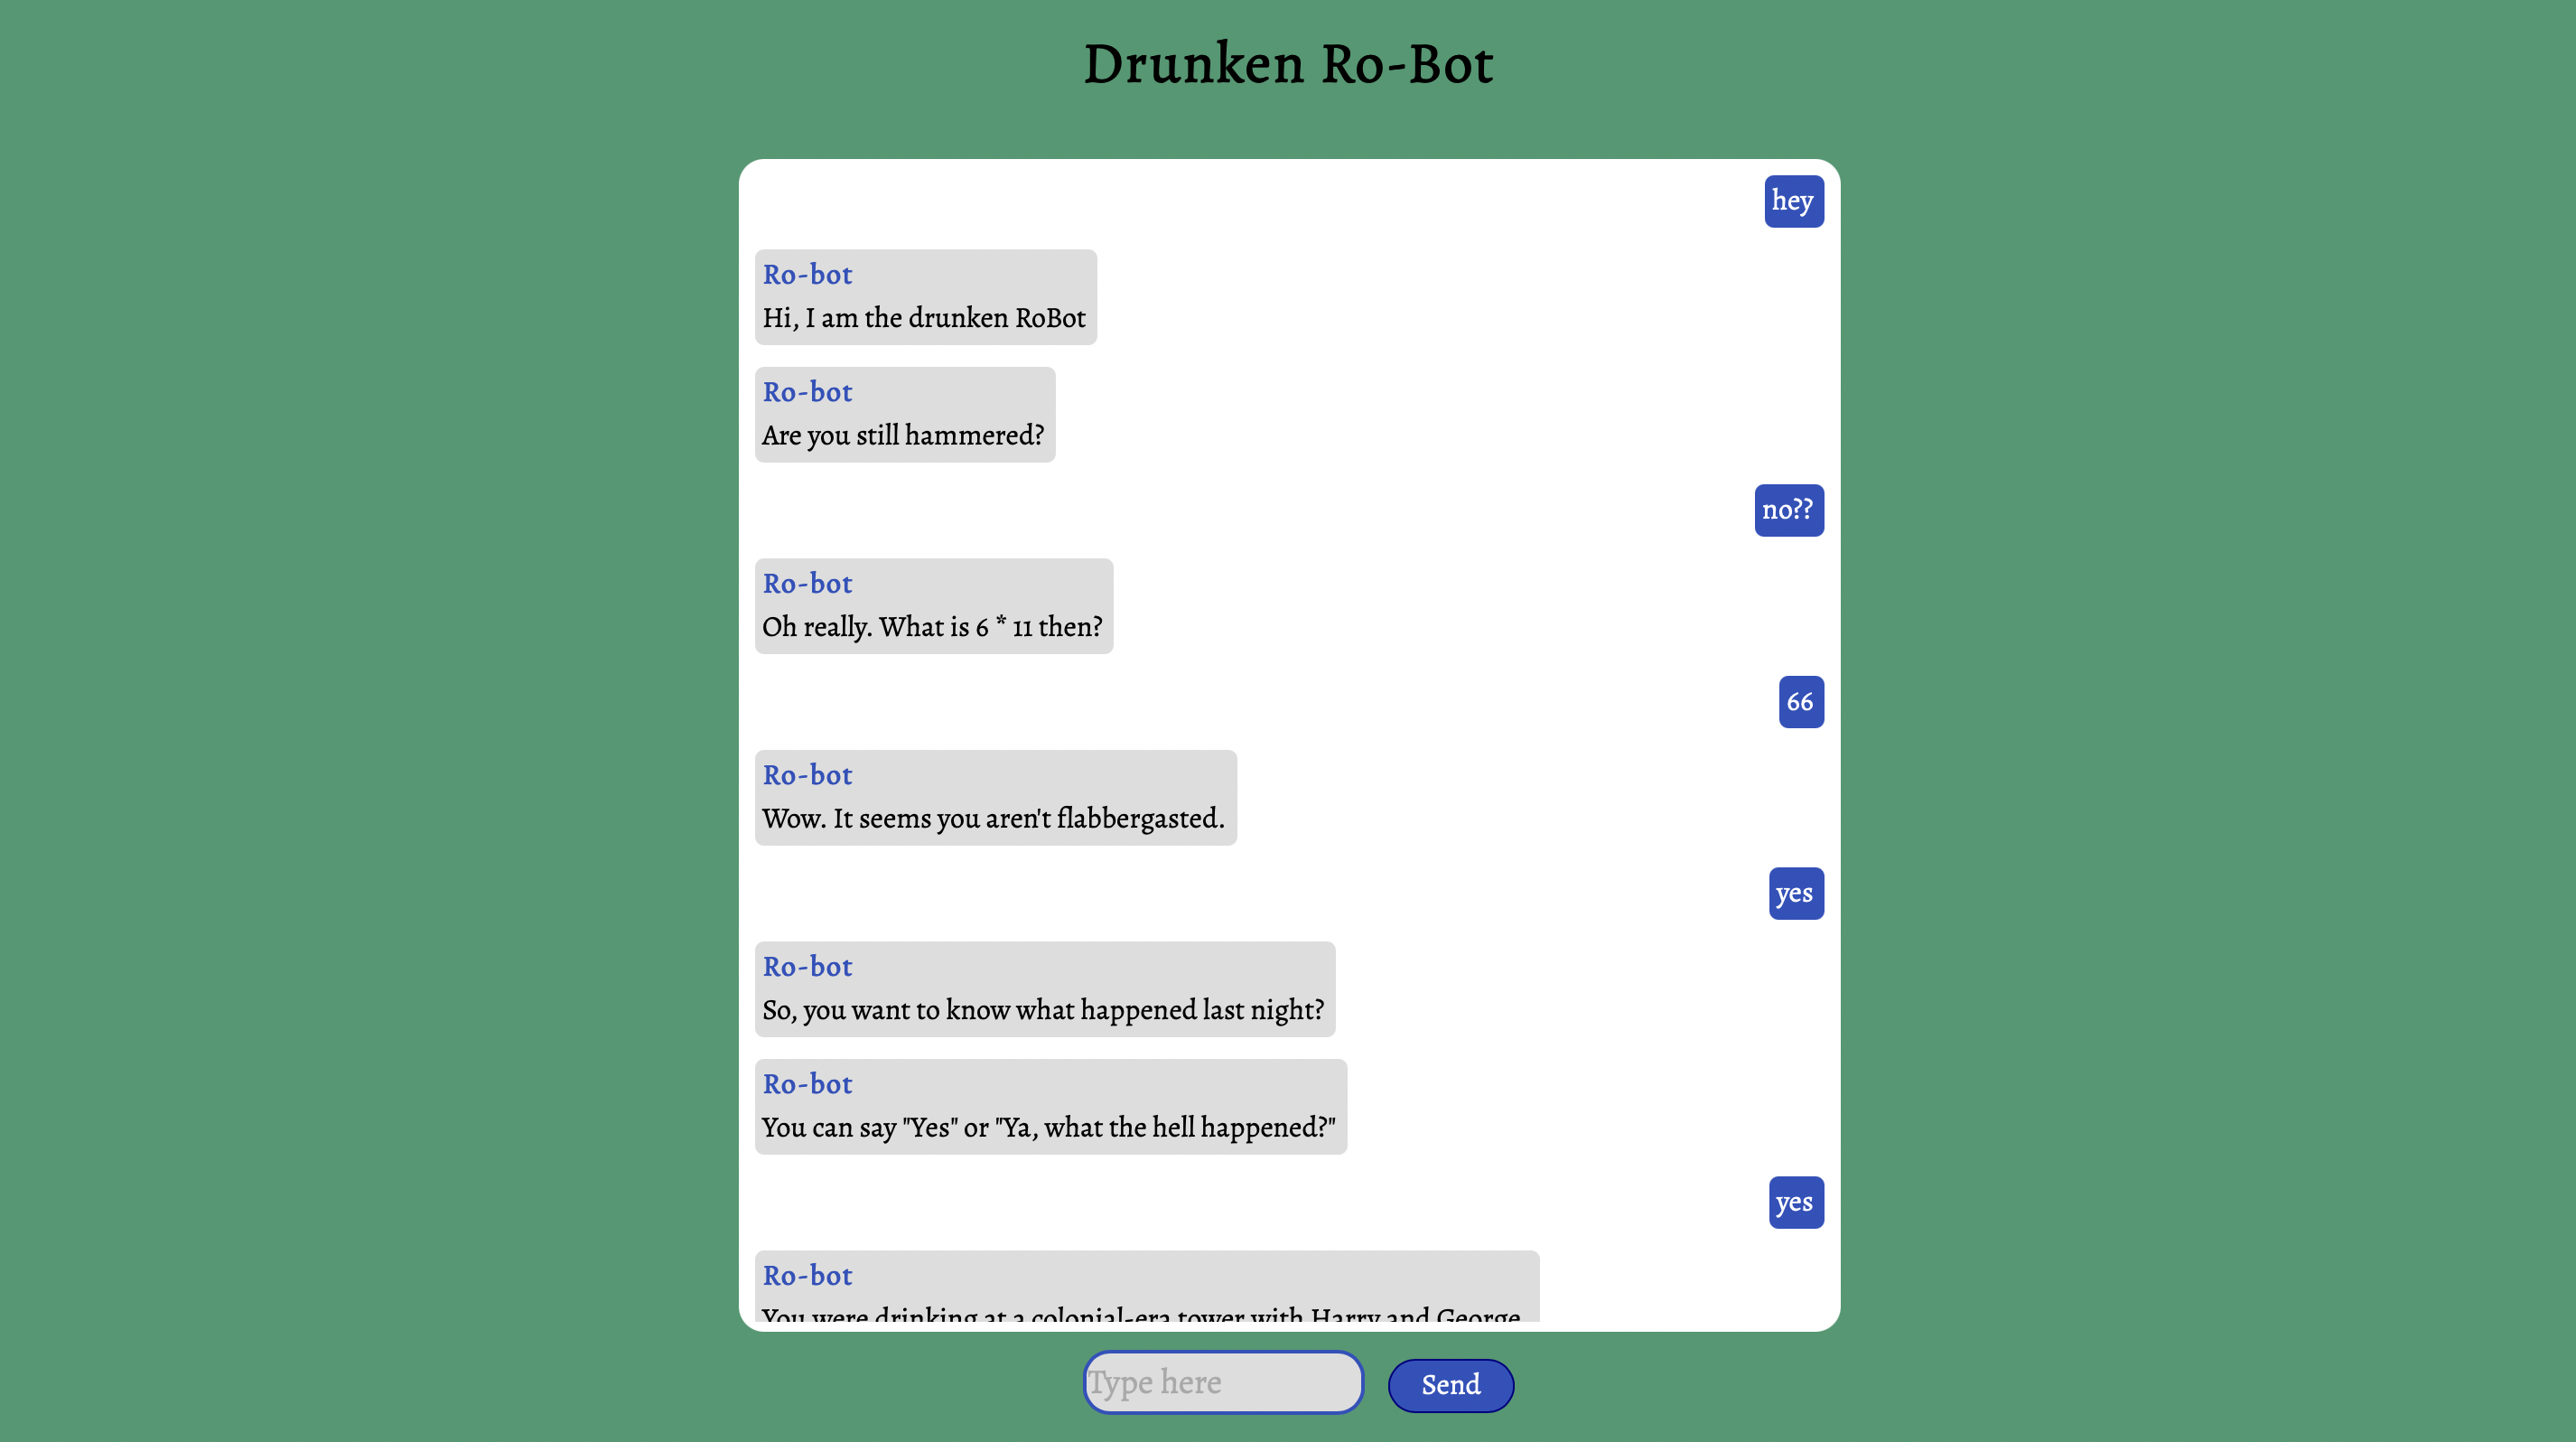 Drunken Ro-Bot
hey
Ro-bot
Hi, I am the drunken RoBot
Ro-bot
Are you still hammered?
no??
Ro-bot
Oh really. What is 6 * 11 then?
66
Ro-bot
Wow. It seems you aren't flabbergasted.
yes
Ro-bot
So, you want to know what happened last night?
Ro-bot
You can say "Yes" or "Ya, what the hell happened?"
yes
Ro-bot
You were drinking at a colonial-era tower with Harry and George
Type here
Send